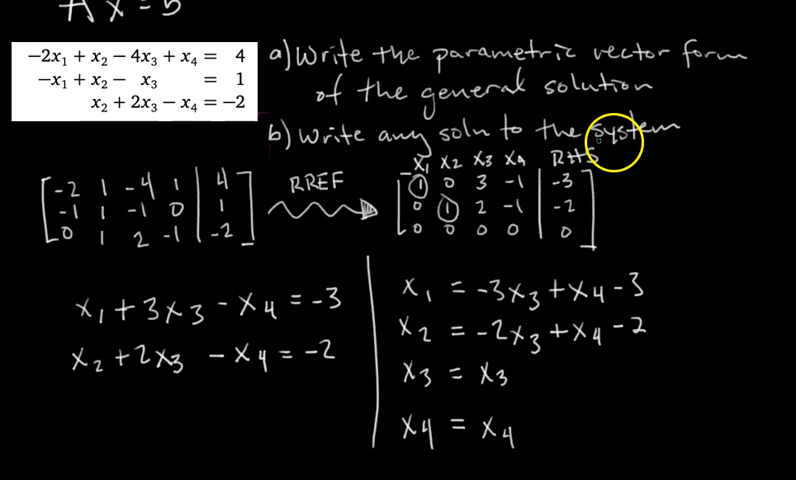 Ax = b
−2x₁ + x₂ − 4x₃ + x₄ = 4
−x₁ + x₂ − x₃ = 1
x₂ + 2x₃ − x₄ = −2
a) Write the parametric vector form
of the general solution
b) Write any soln to the system
[-2 1 -4 1 | 4]
[-1 1 -1 0 | 1]
[0 1 2 -1 | -2]
RREF
x₁ x₂ x₃ x₄ RHS
[1 0 3 -1 | -3]
[0 1 2 -1 | -2]
[0 0 0 0 | 0]
x₁ + 3x₃ - x₄ = -3
x₂ + 2x₃ - x₄ = -2
x₁ = -3x₃ + x₄ - 3
x₂ = -2x₃ + x₄ - 2
x₃ = x₃
x₄ = x₄